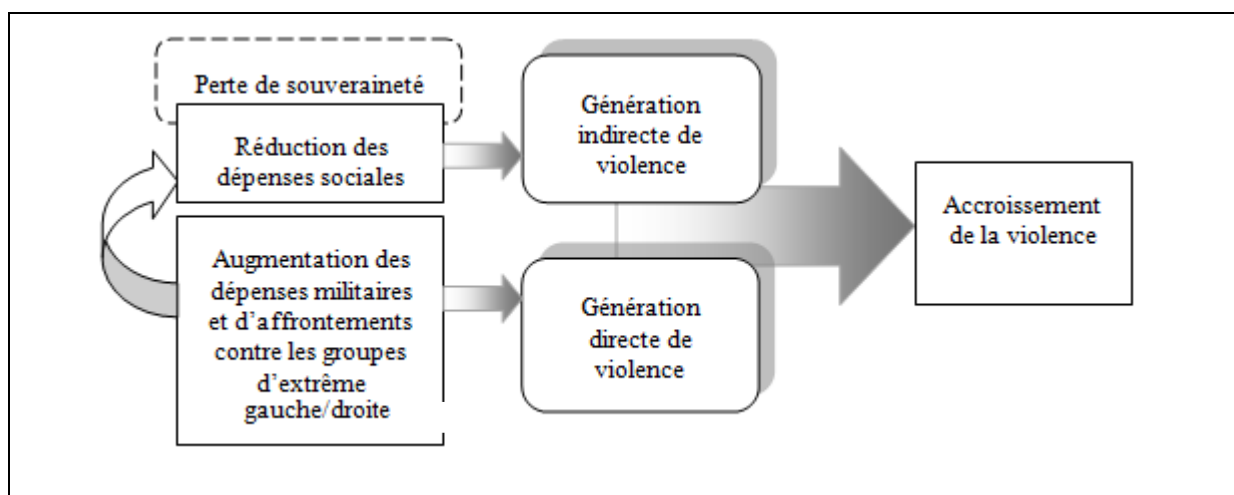 Perte de souveraineté
Réduction des
dépenses sociales
Augmentation des
dépenses militaires
et d'affrontements
contre les groupes
d'extrême
gauche/droite
Génération
indirecte de
violence
Génération
directe de
violence
Accroissement
de la violence